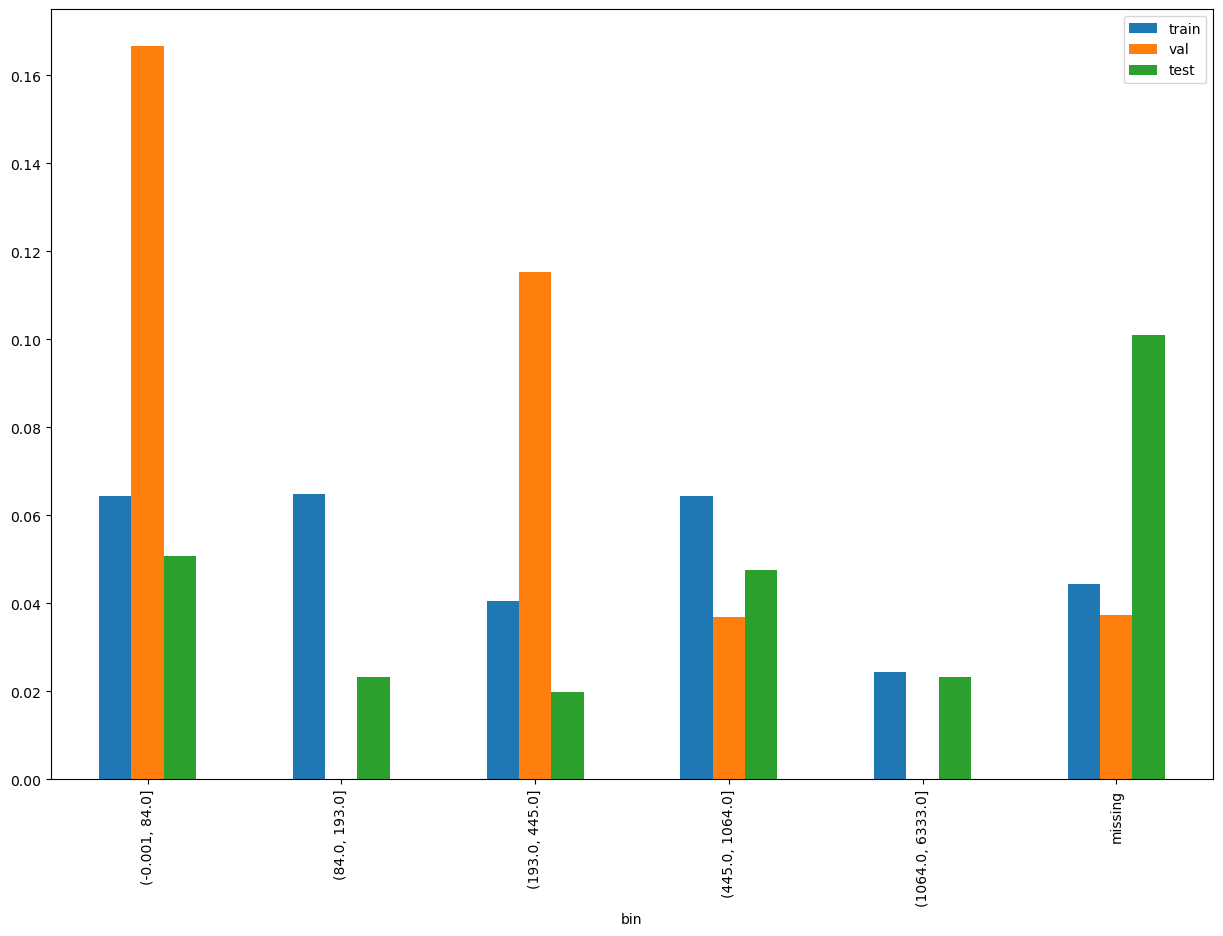 train
val
test
0.16
0.14
0.12
0.10
0.08
0.06
0.04
0.02
0.00
(-0.001, 84.0]
(84.0, 193.0]
(193.0, 445.0]
(445.0, 1064.0]
(1064.0, 6333.0]
missing
bin